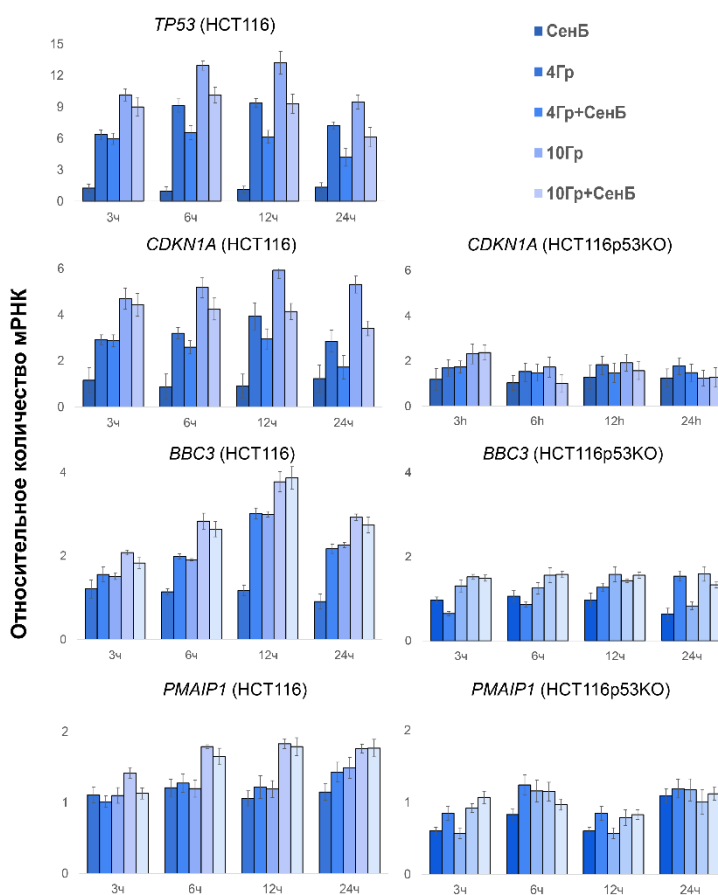 TP53 (HCT116)
15
12
9
6
3
0
3ч 6ч 12ч 24ч
СенБ
4Гр
4Гр+СенБ
10Гр
10Гр+СенБ
Относительное количество мРНК
CDKN1A (HCT116)
6
4
2
0
3ч 6ч 12ч 24ч
CDKN1A (HCT116p53KO)
6
4
2
0
3h 6h 12h 24h
BBC3 (HCT116)
4
2
0
3ч 6ч 12ч 24ч
BBC3 (HCT116p53KO)
4
2
0
3ч 6ч 12ч 24ч
PMAIP1 (HCT116)
2
1
0
3ч 6ч 12ч 24ч
PMAIP1 (HCT116p53KO)
2
1
0
3ч 6ч 12ч 24ч